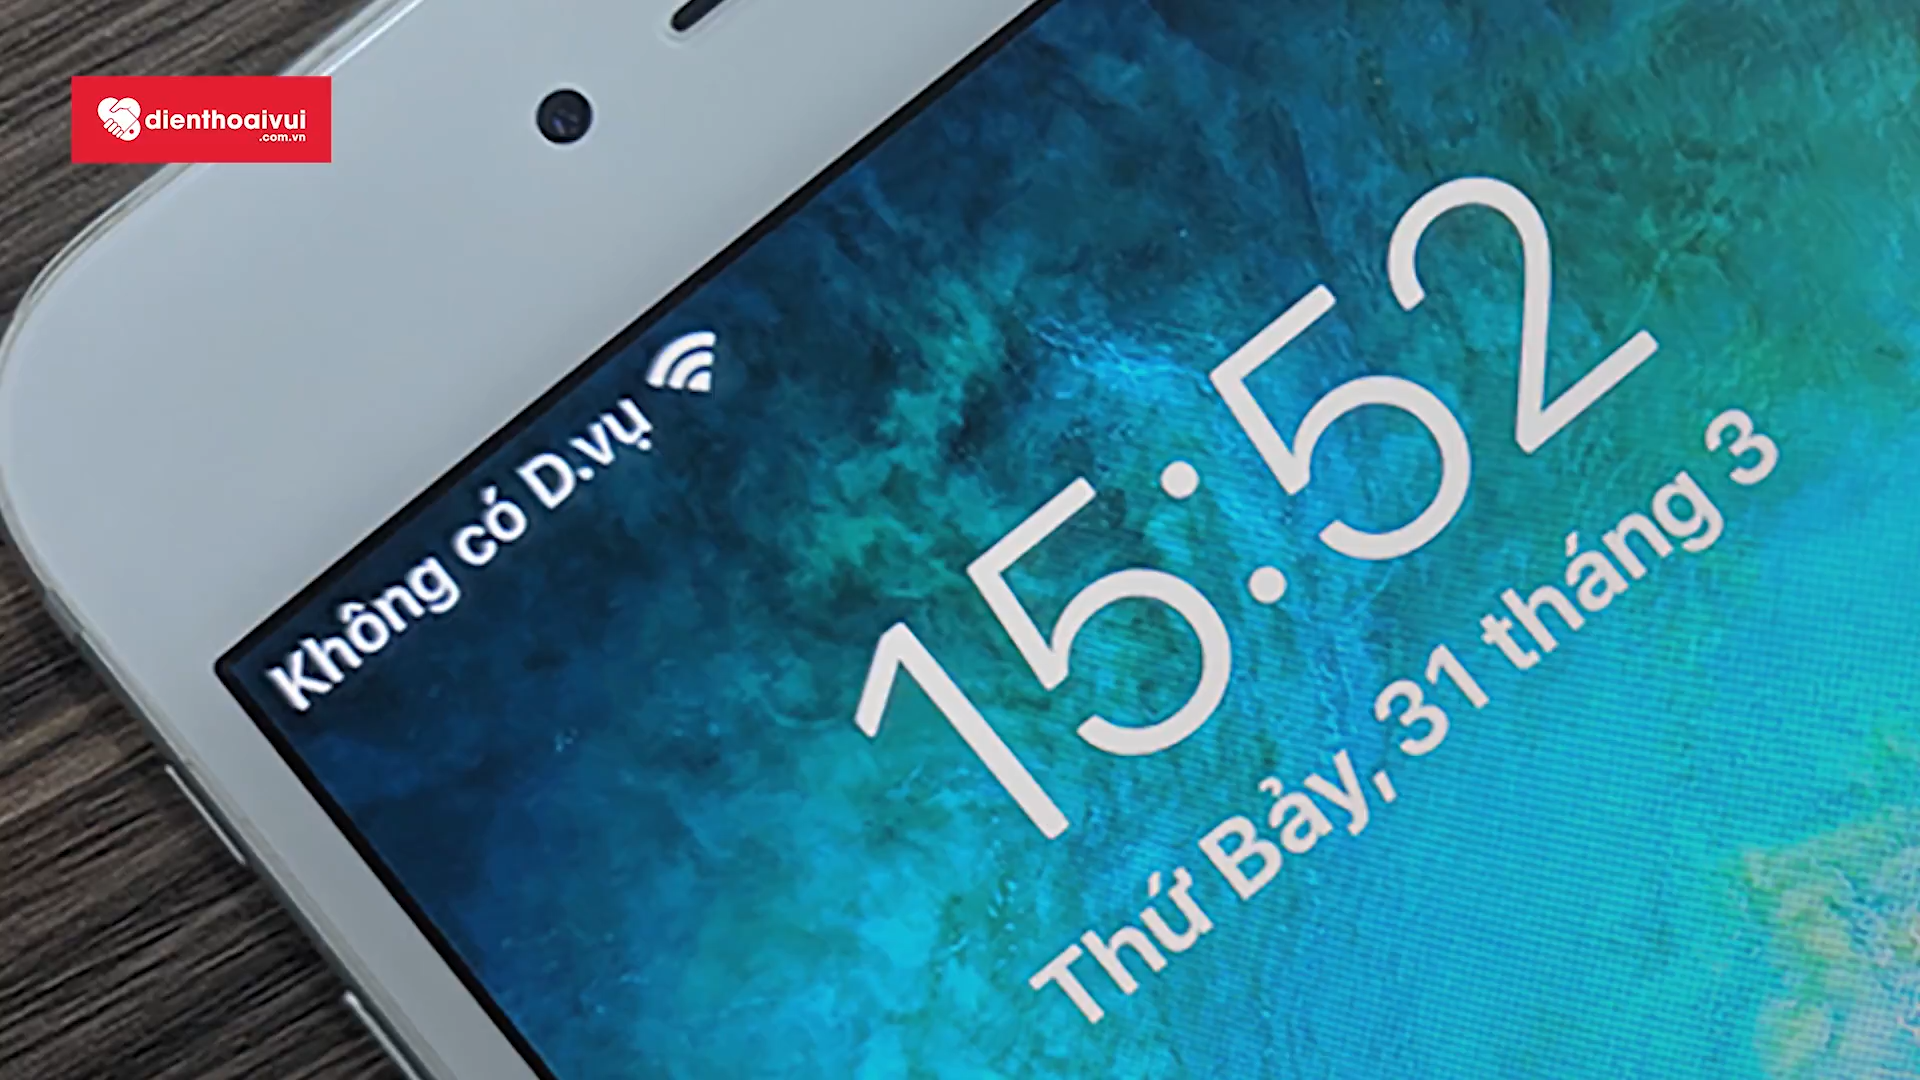 dienthoaivui
.com.vn
Không có D.vụ
15:52
Thứ Bảy, 31 tháng 3